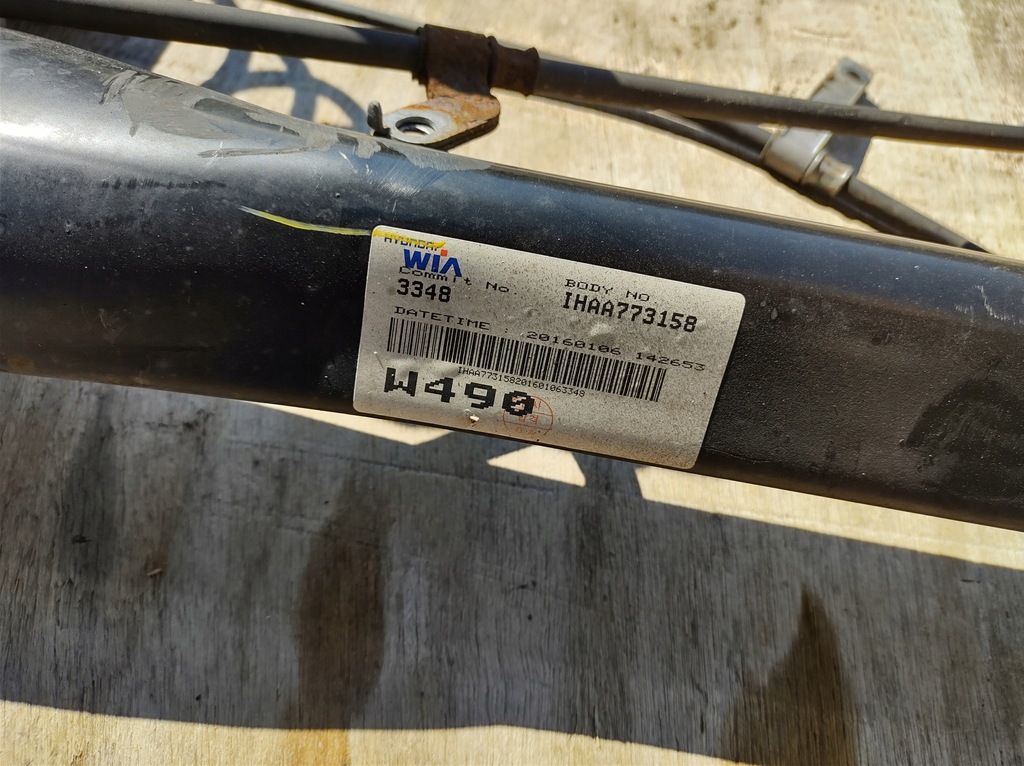 HYUNDAI
WIA
Commit No.
BODY NO.
3348
IHAA773158
DATETIME : 20160106 142653
IHAA773158201601063348
W490